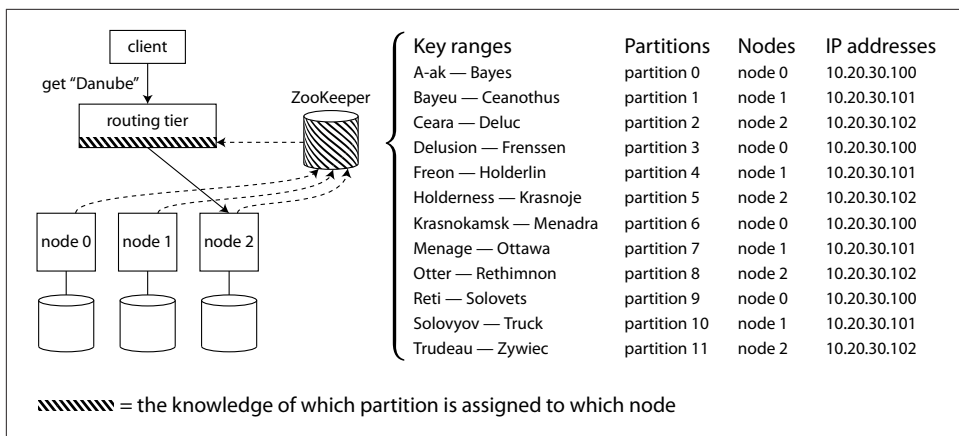 client
get “Danube”
routing tier
ZooKeeper
node 0 node 1 node 2
Key ranges Partitions Nodes IP addresses
A-ak — Bayes partition 0 node 0 10.20.30.100
Bayeu — Ceanothus partition 1 node 1 10.20.30.101
Ceara — Deluc partition 2 node 2 10.20.30.102
Delusion — Frenssen partition 3 node 0 10.20.30.100
Freon — Holderlin partition 4 node 1 10.20.30.101
Holderness — Krasnoje partition 5 node 2 10.20.30.102
Krasnokamsk — Menadra partition 6 node 0 10.20.30.100
Menage — Ottawa partition 7 node 1 10.20.30.101
Otter — Rethimnon partition 8 node 2 10.20.30.102
Reti — Solovets partition 9 node 0 10.20.30.100
Solovyov — Truck partition 10 node 1 10.20.30.101
Trudeau — Zywiec partition 11 node 2 10.20.30.102
= the knowledge of which partition is assigned to which node